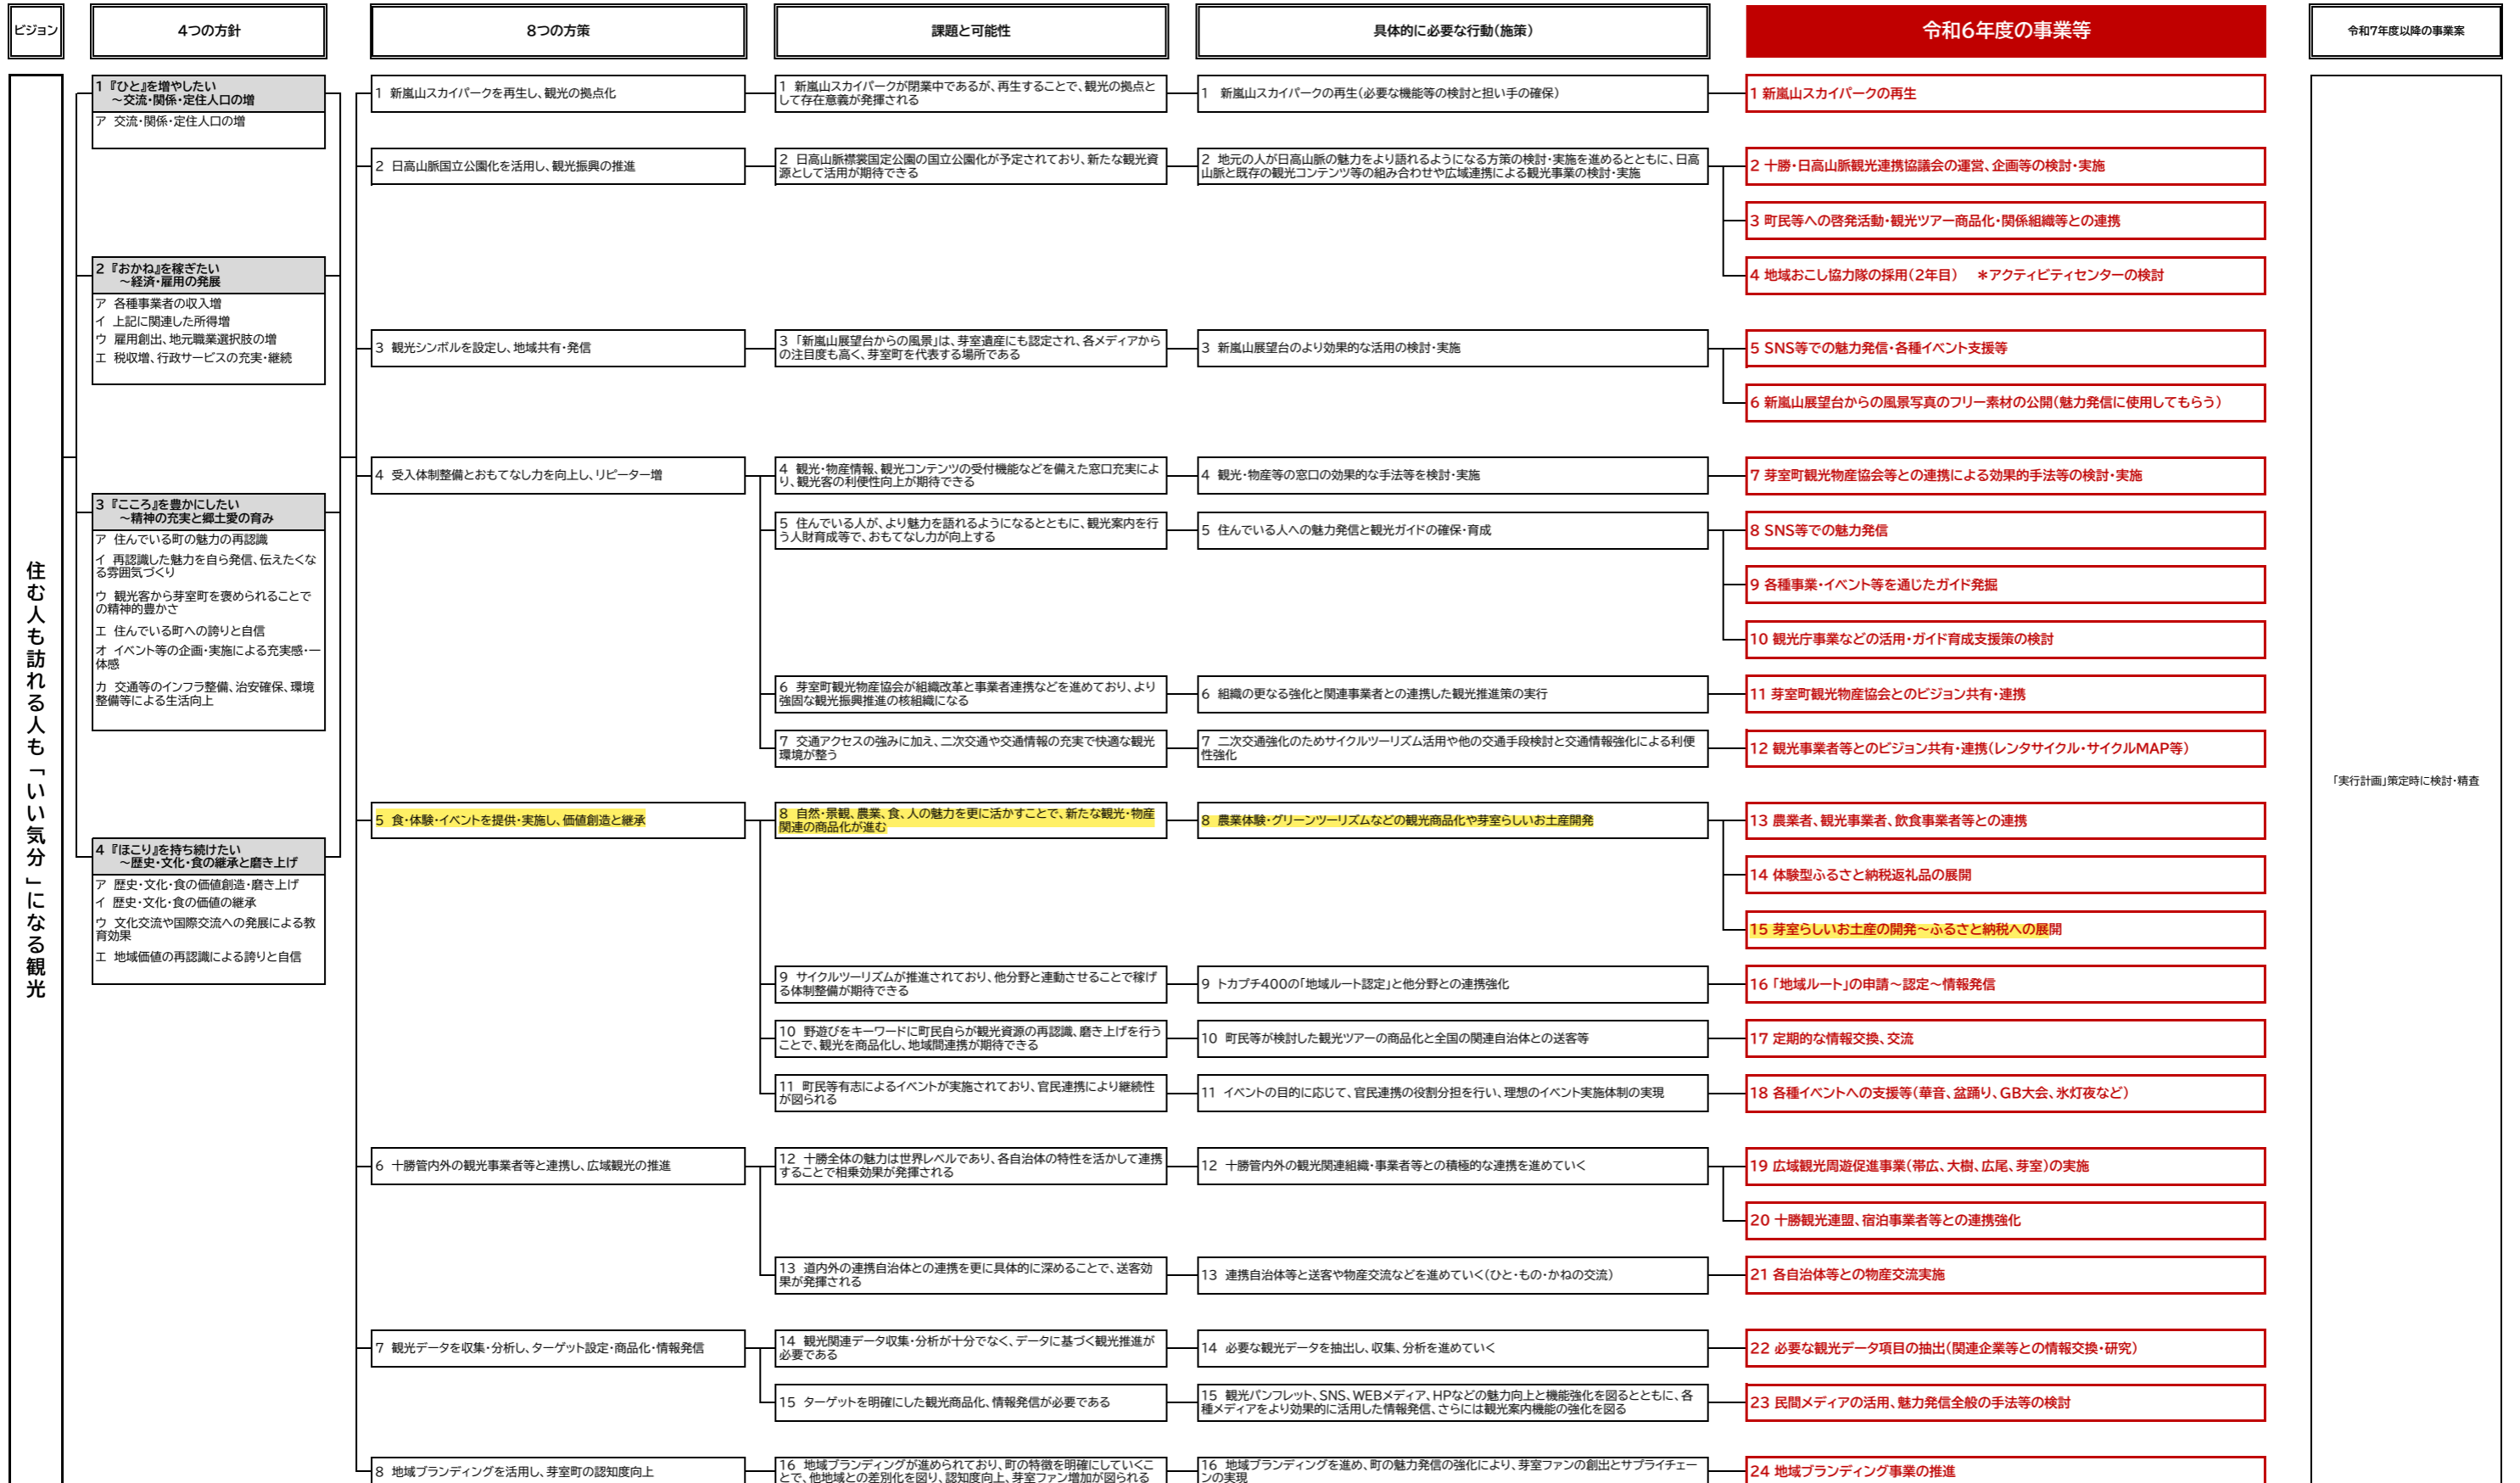 ビジョン
4つの方針
8つの方策
課題と可能性
具体的に必要な行動(施策)
令和6年度の事業等
令和7年度以降の事業案
住む人も訪れる人も「いい気分」になる観光
1 『ひと』を増やしたい
～交流・関係・定住人口の増
ア 交流・関係・定住人口の増
2 『おかね』を稼ぎたい
～経済・雇用の発展
ア 各種事業者の収入増
イ 上記に関連した所得増
ウ 雇用創出、地元職業選択肢の増
エ 税収増、行政サービスの充実・継続
3 『こころ』を豊かにしたい
～精神の充実と郷土愛の育み
ア 住んでいる町の魅力の再認識
イ 再認識した魅力を自ら発信、伝えたくな
る雰囲気づくり
ウ 観光客から芽室町を褒められることで
の精神的豊かさ
エ 住んでいる町への誇りと自信
オ イベント等の企画・実施による充実感・一
体感
カ 交通等のインフラ整備、治安確保、環境
整備等による生活向上
4 『ほこり』を持ち続けたい
～歴史・文化・食の継承と磨き上げ
ア 歴史・文化・食の価値創造・磨き上げ
イ 歴史・文化・食の価値の継承
ウ 文化交流や国際交流への発展による教
育効果
エ 地域価値の再認識による誇りと自信
1 新嵐山スカイパークを再生し、観光の拠点化
1 新嵐山スカイパークが閉業中であるが、再生することで、観光の拠点と
して存在意義が発揮される
1 新嵐山スカイパークの再生(必要な機能等の検討と担い手の確保)
1 新嵐山スカイパークの再生
2 日高山脈国立公園化を活用し、観光振興の推進
2 日高山脈襟裳国定公園の国立公園化が予定されており、新たな観光資
源として活用が期待できる
2 地元の人が日高山脈の魅力をより語れるようになる方策の検討・実施を進めるとともに、日高
山脈と既存の観光コンテンツ等の組み合わせや広域連携による観光事業の検討・実施
2 十勝・日高山脈観光連携協議会の運営、企画等の検討・実施
3 町民等への啓発活動・観光ツアー商品化・関係組織等との連携
4 地域おこし協力隊の採用(2年目) *アクティビティセンターの検討
3 観光シンボルを設定し、地域共有・発信
3 「新嵐山展望台からの風景」は、芽室遺産にも認定され、各メディアから
の注目度も高く、芽室町を代表する場所である
3 新嵐山展望台のより効果的な活用の検討・実施
5 SNS等での魅力発信・各種イベント支援等
6 新嵐山展望台からの風景写真のフリー素材の公開(魅力発信に使用してもらう)
4 受入体制整備とおもてなし力を向上し、リピーター増
4 観光・物産情報、観光コンテンツの受付機能などを備えた窓口充実によ
り、観光客の利便性向上が期待できる
4 観光・物産等の窓口の効果的な手法等を検討・実施
7 芽室町観光物産協会等との連携による効果的手法等の検討・実施
5 住んでいる人が、より魅力を語れるようになるとともに、観光案内を行
う人財育成等で、おもてなし力が向上する
5 住んでいる人への魅力発信と観光ガイドの確保・育成
8 SNS等での魅力発信
9 各種事業・イベント等を通じたガイド発掘
10 観光庁事業などの活用・ガイド育成支援策の検討
6 芽室町観光物産協会が組織改革と事業者連携などを進めており、より
強固な観光振興推進の核組織になる
6 組織の更なる強化と関連事業者との連携した観光推進策の実行
11 芽室町観光物産協会とのビジョン共有・連携
7 交通アクセスの強みに加え、二次交通や交通情報の充実で快適な観光
環境が整う
7 二次交通強化のためサイクルツーリズム活用や他の交通手段検討と交通情報強化による利便
性強化
12 観光事業者等とのビジョン共有・連携(レンタサイクル・サイクルMAP等)
「実行計画」策定時に検討・精査
5 食・体験・イベントを提供・実施し、価値創造と継承
8 自然・景観、農業、食、人の魅力を更に活かすことで、新たな観光・物産
関連の商品化が進む
8 農業体験・グリーンツーリズムなどの観光商品化や芽室らしいお土産開発
13 農業者、観光事業者、飲食事業者等との連携
14 体験型ふるさと納税返礼品の展開
15 芽室らしいお土産の開発～ふるさと納税への展開
9 サイクルツーリズムが推進されており、他分野と連動させることで稼げ
る体制整備が期待できる
9 トカプチ400の「地域ルート認定」と他分野との連携強化
16 「地域ルート」の申請～認定～情報発信
10 野遊びをキーワードに町民自らが観光資源の再認識、磨き上げを行う
ことで、観光を商品化し、地域間連携が期待できる
10 町民等が検討した観光ツアーの商品化と全国の関連自治体との送客等
17 定期的な情報交換、交流
11 町民等有志によるイベントが実施されており、官民連携により継続性
が図られる
11 イベントの目的に応じて、官民連携の役割分担を行い、理想のイベント実施体制の実現
18 各種イベントへの支援等(華音、盆踊り、GB大会、氷灯夜など)
6 十勝管内外の観光事業者等と連携し、広域観光の推進
12 十勝全体の魅力は世界レベルであり、各自治体の特性を活かして連携
することで相乗効果が発揮される
12 十勝管内外の観光関連組織・事業者等との積極的な連携を進めていく
19 広域観光周遊促進事業(帯広、大樹、広尾、芽室)の実施
20 十勝観光連盟、宿泊事業者等との連携強化
13 道内外の連携自治体との連携を更に具体的に深めることで、送客効
果が発揮される
13 連携自治体等と送客や物産交流などを進めていく(ひと・もの・かねの交流)
21 各自治体等との物産交流実施
7 観光データを収集・分析し、ターゲット設定・商品化・情報発信
14 観光関連データ収集・分析が十分でなく、データに基づく観光推進が
必要である
14 必要な観光データを抽出し、収集、分析を進めていく
22 必要な観光データ項目の抽出(関連企業等との情報交換・研究)
15 ターゲットを明確にした観光商品化、情報発信が必要である
15 観光パンフレット、SNS、WEBメディア、HPなどの魅力向上と機能強化を図るとともに、各
種メディアをより効果的に活用した情報発信、さらには観光案内機能の強化を図る
23 民間メディアの活用、魅力発信全般の手法等の検討
8 地域ブランディングを活用し、芽室町の認知度向上
16 地域ブランディングが進められており、町の特徴を明確にしていくこ
とで、他地域との差別化を図り、認知度向上、芽室ファン増加が図られる
16 地域ブランディングを進め、町の魅力発信の強化により、芽室ファンの創出とサプライチェー
ンの実現
24 地域ブランディング事業の推進